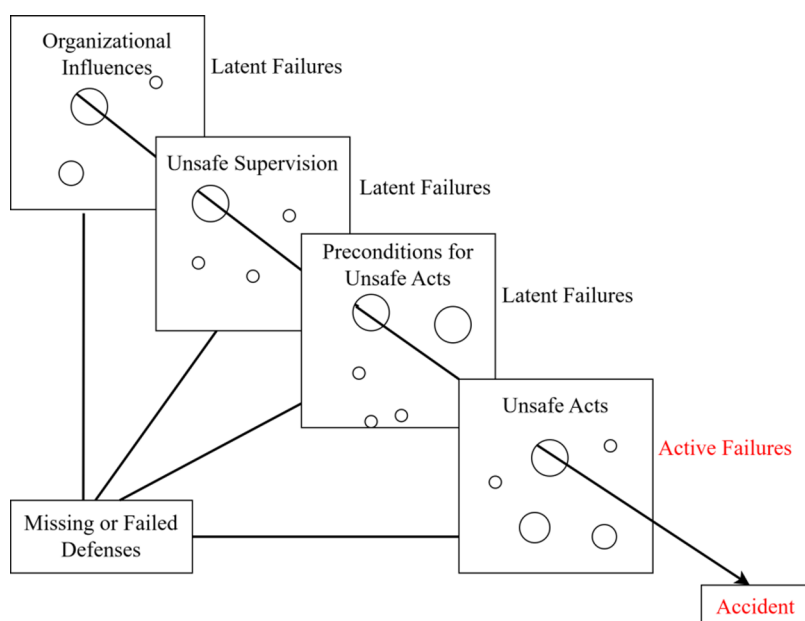 Organizational
Influences
Latent Failures
Unsafe Supervision
Latent Failures
Preconditions for
Unsafe Acts
Latent Failures
Unsafe Acts
Active Failures
Missing or Failed
Defenses
Accident